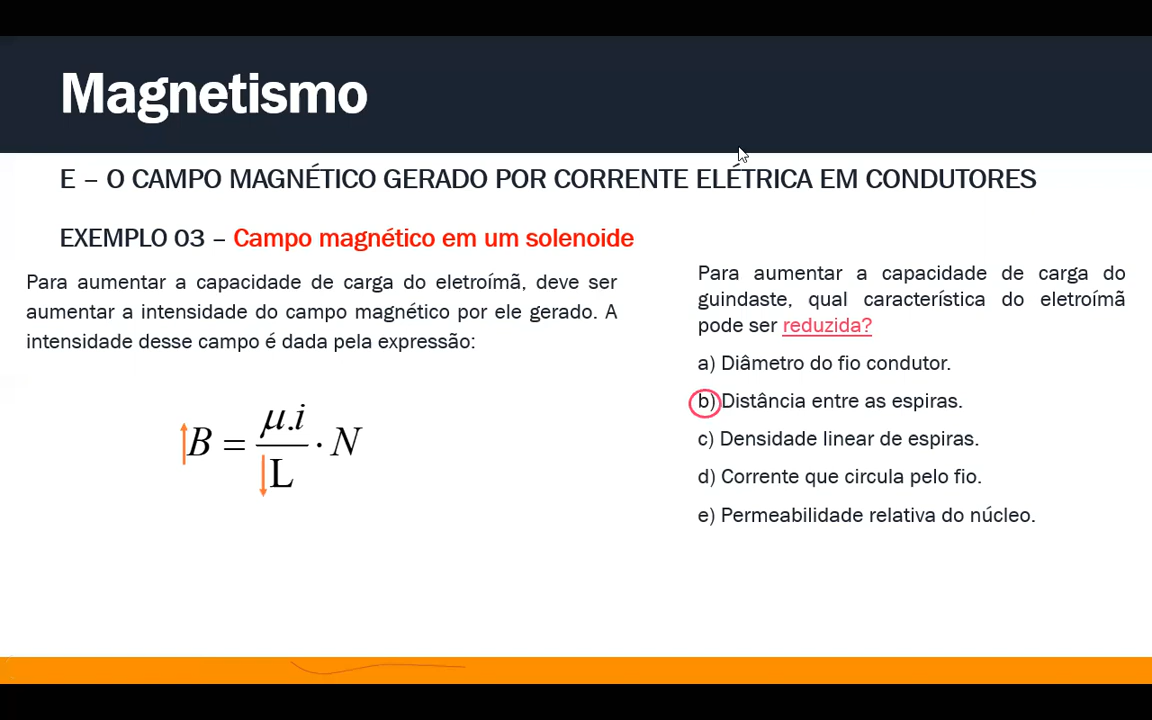 Magnetismo
E – O CAMPO MAGNÉTICO GERADO POR CORRENTE ELÉTRICA EM CONDUTORES
EXEMPLO 03 – Campo magnético em um solenoide
Para aumentar a capacidade de carga do eletroímã, deve ser
aumentar a intensidade do campo magnético por ele gerado. A
intensidade desse campo é dada pela expressão:
B = μ.i / L · N
Para aumentar a capacidade de carga do
guindaste, qual característica do eletroímã
pode ser reduzida?
a) Diâmetro do fio condutor.
b) Distância entre as espiras.
c) Densidade linear de espiras.
d) Corrente que circula pelo fio.
e) Permeabilidade relativa do núcleo.